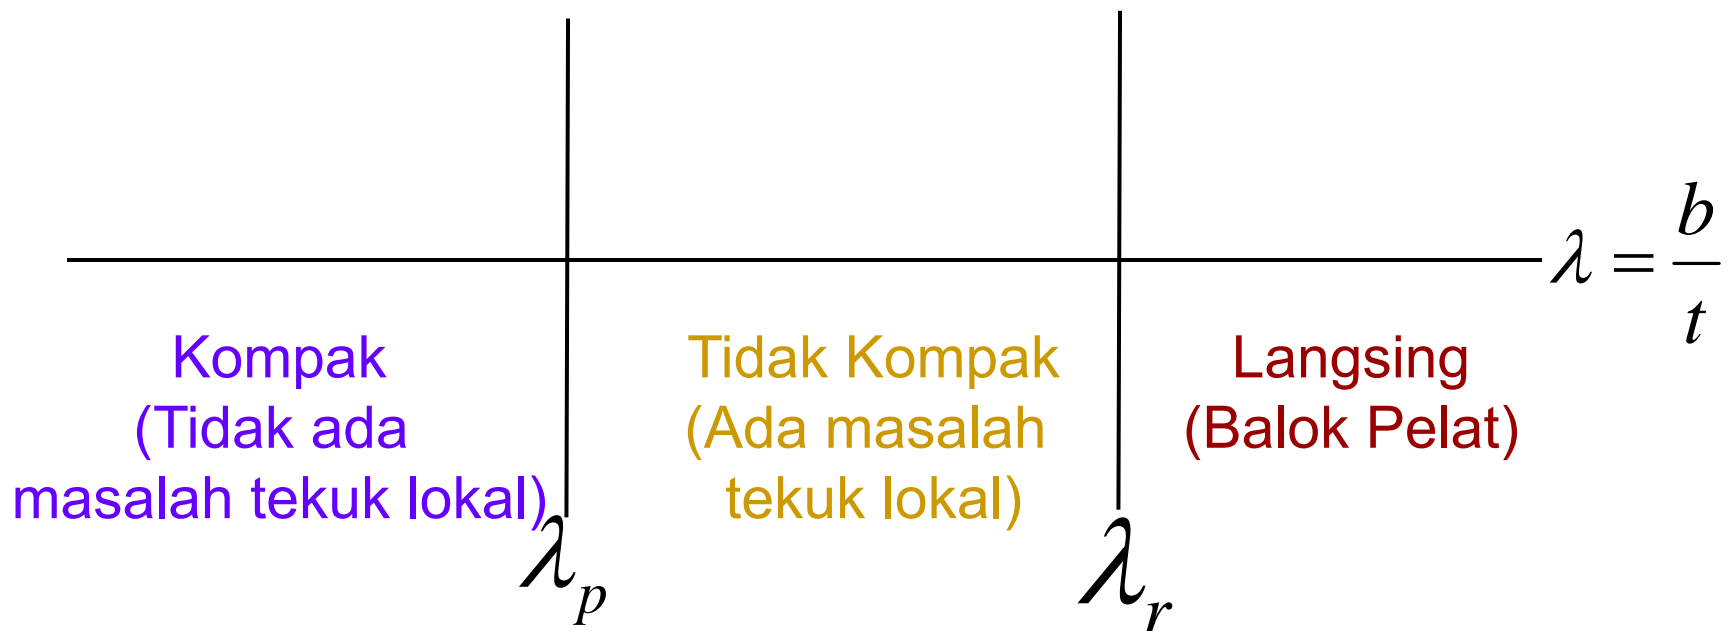 λ = b/t
Kompak
(Tidak ada
masalah tekuk lokal)
Tidak Kompak
(Ada masalah
tekuk lokal)
Langsing
(Balok Pelat)
λp
λr